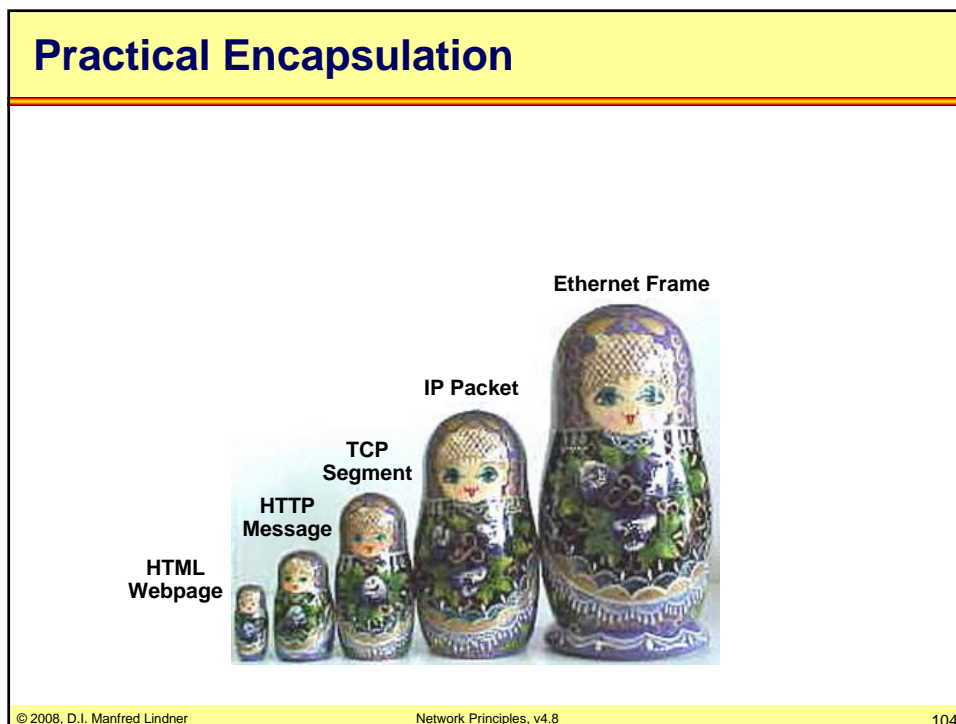 Practical Encapsulation
Ethernet Frame
IP Packet
TCP
Segment
HTTP
Message
HTML
Webpage
© 2008, D.I. Manfred Lindner
Network Principles, v4.8
104